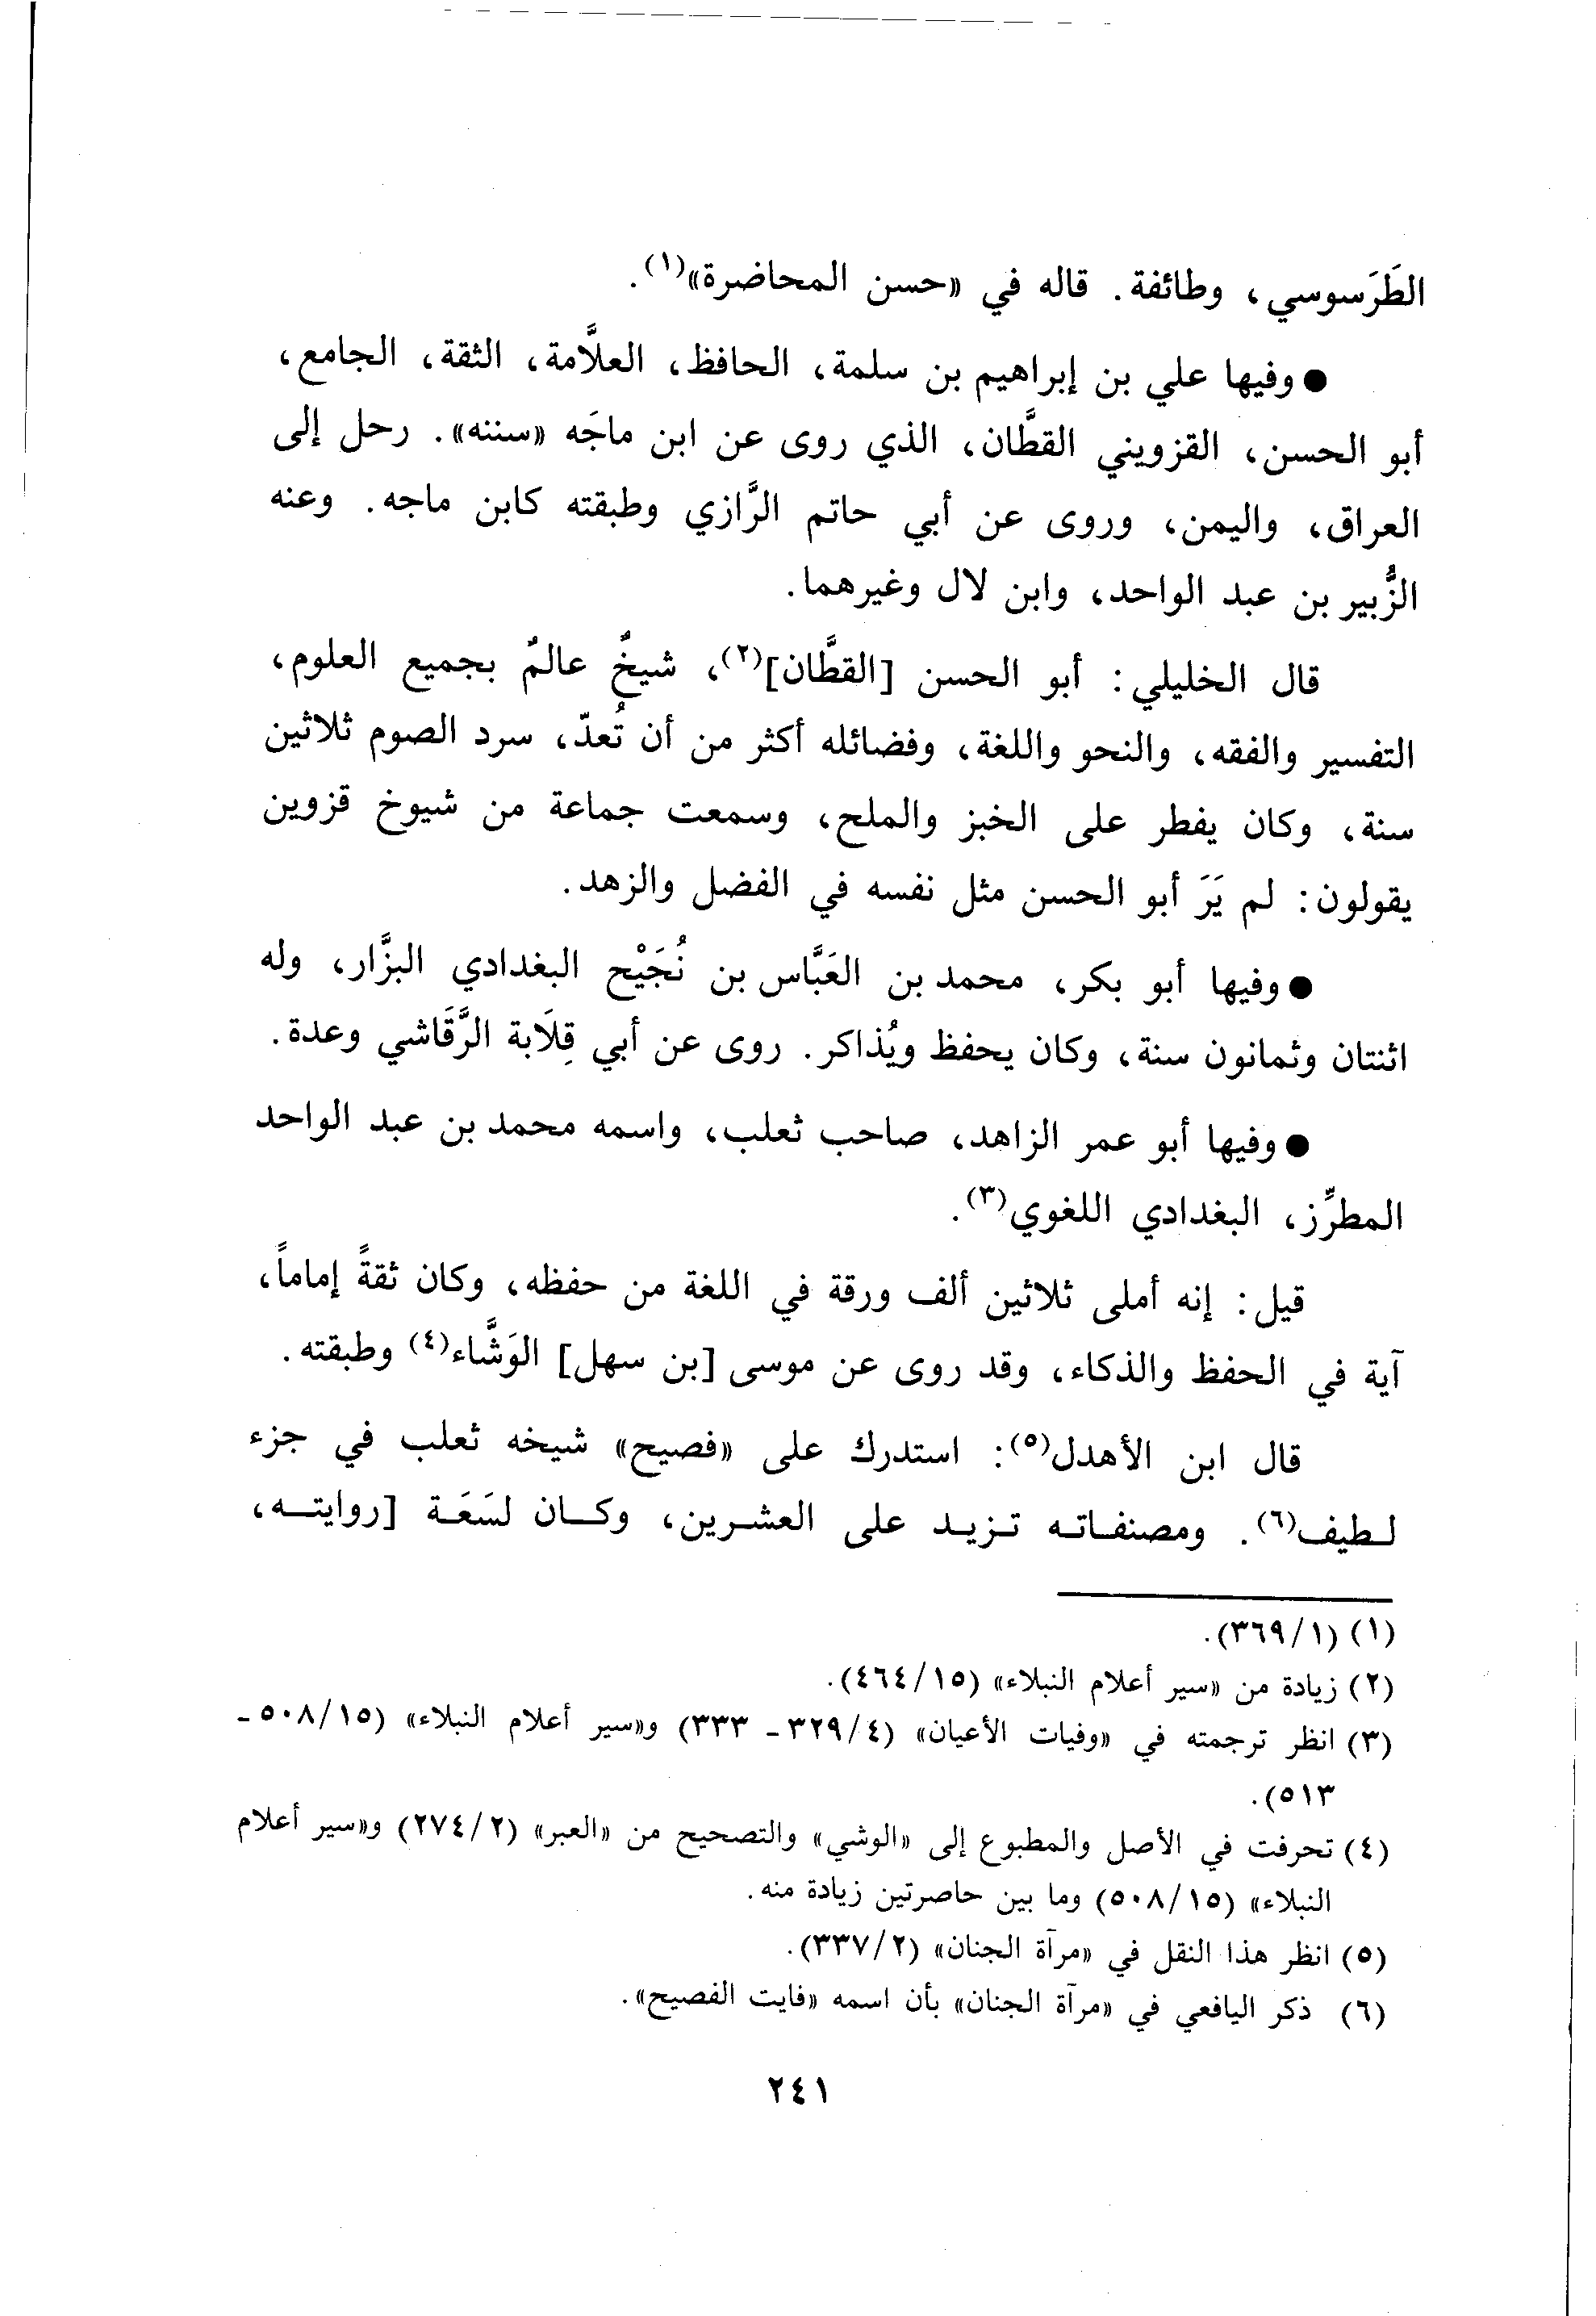 الطَرَسوسي، وطائفة. قاله في «حسن المحاضرة»(١).
● وفيها علي بن إبراهيم بن سلمة، الحافظ، العلاَّمة، الثقة، الجامع،
أبو الحسن، القزويني القطَّان، الذي روى عن ابن ماجَه «سننه». رحل إلى
العراق، واليمن، وروى عن أبي حاتم الرَّازي وطبقته كابن ماجه. وعنه
الزُّبير بن عبد الواحد، وابن لال وغيرهما.
قال الخليلي: أبو الحسن [القطَّان](٢)، شيخٌ عالمٌ بجميع العلوم،
التفسير والفقه، والنحو واللغة، وفضائله أكثر من أن تُعدّ، سرد الصوم ثلاثين
سنة، وكان يفطر على الخبز والملح، وسمعت جماعة من شيوخ قزوين
يقولون: لم يَرَ أبو الحسن مثل نفسه في الفضل والزهد.
● وفيها أبو بكر، محمد بن العَبَّاس بن نُجَيْح البغدادي البزَّار، وله
اثنتان وثمانون سنة، وكان يحفظ ويُذاكر. روى عن أبي قِلَابة الرَّقَاشي وعدة.
● وفيها أبو عمر الزاهد، صاحب ثعلب، واسمه محمد بن عبد الواحد
المطرِّز، البغدادي اللغوي(٣).
قيل: إنه أملى ثلاثين ألف ورقة في اللغة من حفظه، وكان ثقةً إماماً،
آية في الحفظ والذكاء، وقد روى عن موسى [بن سهل] الوَشَّاء(٤) وطبقته.
قال ابن الأهدل(٥): استدرك على «فصيح» شيخه ثعلب في جزء
لطيف(٦). ومصنفاته تزيد على العشرين، وكان لسَعَة [روايته،
(١) (٣٦٩/١).
(٢) زيادة من «سير أعلام النبلاء» (٤٦٤/١٥).
(٣) انظر ترجمته في «وفيات الأعيان» (٣٢٩/٤ - ٣٣٣) و«سير أعلام النبلاء» (٥٠٨/١٥ -
٥١٣).
(٤) تحرفت في الأصل والمطبوع إلى «الوشي» والتصحيح من «العبر» (٢٧٤/٢) و«سير أعلام
النبلاء» (٥٠٨/١٥) وما بين حاصرتين زيادة منه.
(٥) انظر هذا النقل في «مرآة الجنان» (٣٣٧/٢).
(٦) ذكر اليافعي في «مرآة الجنان» بأن اسمه «فايت الفصيح».
٢٤١